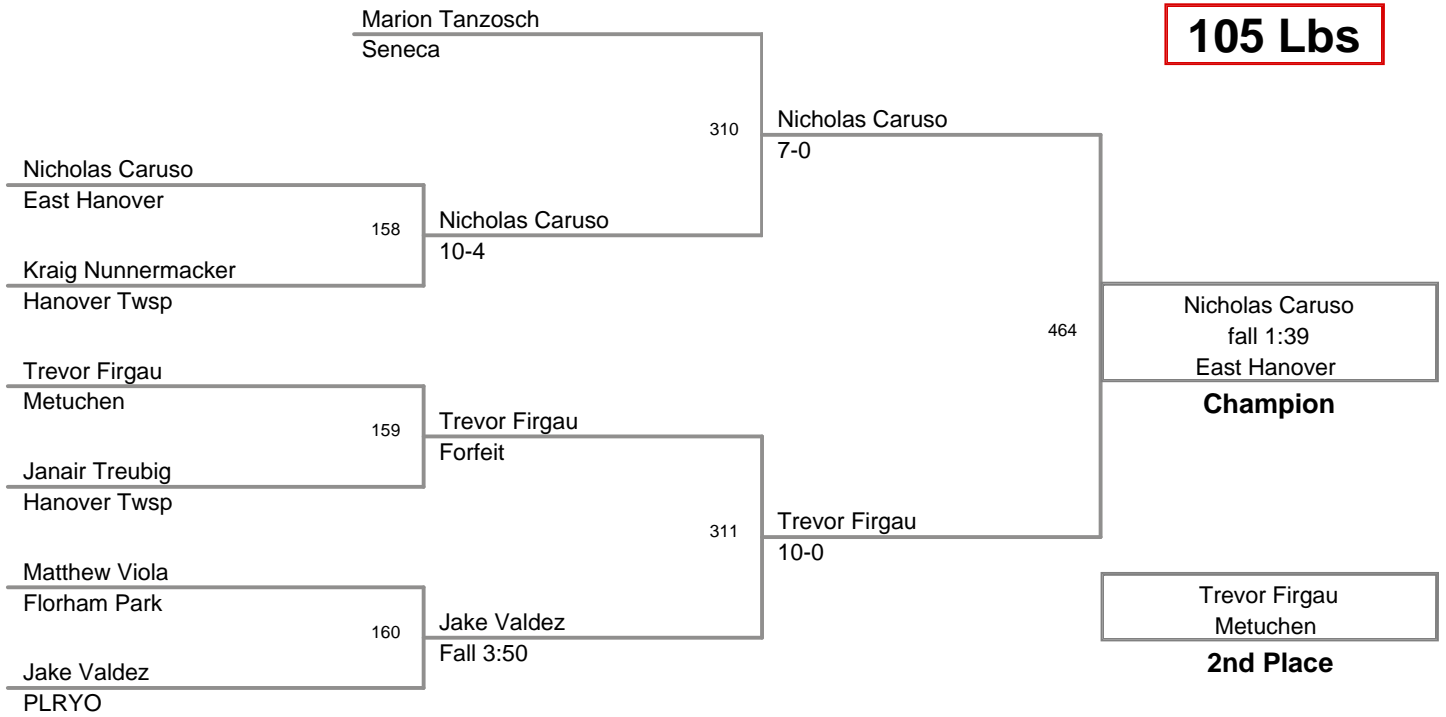 105 Lbs
Marion Tanzosch
Seneca
310
Nicholas Caruso
7-0
Nicholas Caruso
East Hanover
158
Nicholas Caruso
10-4
Kraig Nunnermacker
Hanover Twsp
464
Nicholas Caruso
fall 1:39
East Hanover
Champion
Trevor Firgau
Metuchen
159
Trevor Firgau
Forfeit
Janair Treubig
Hanover Twsp
311
Trevor Firgau
10-0
Matthew Viola
Florham Park
160
Jake Valdez
Fall 3:50
Jake Valdez
PLRYO
Trevor Firgau
Metuchen
2nd Place